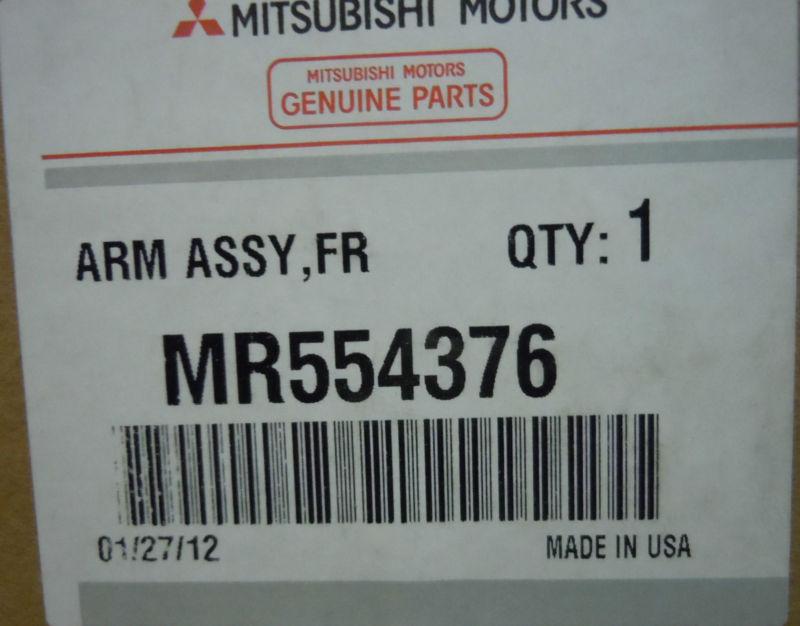 MITSUBISHI MOTORS
MITSUBISHI MOTORS
GENUINE PARTS
ARM ASSY,FR QTY: 1
MR554376
01/27/12 MADE IN USA